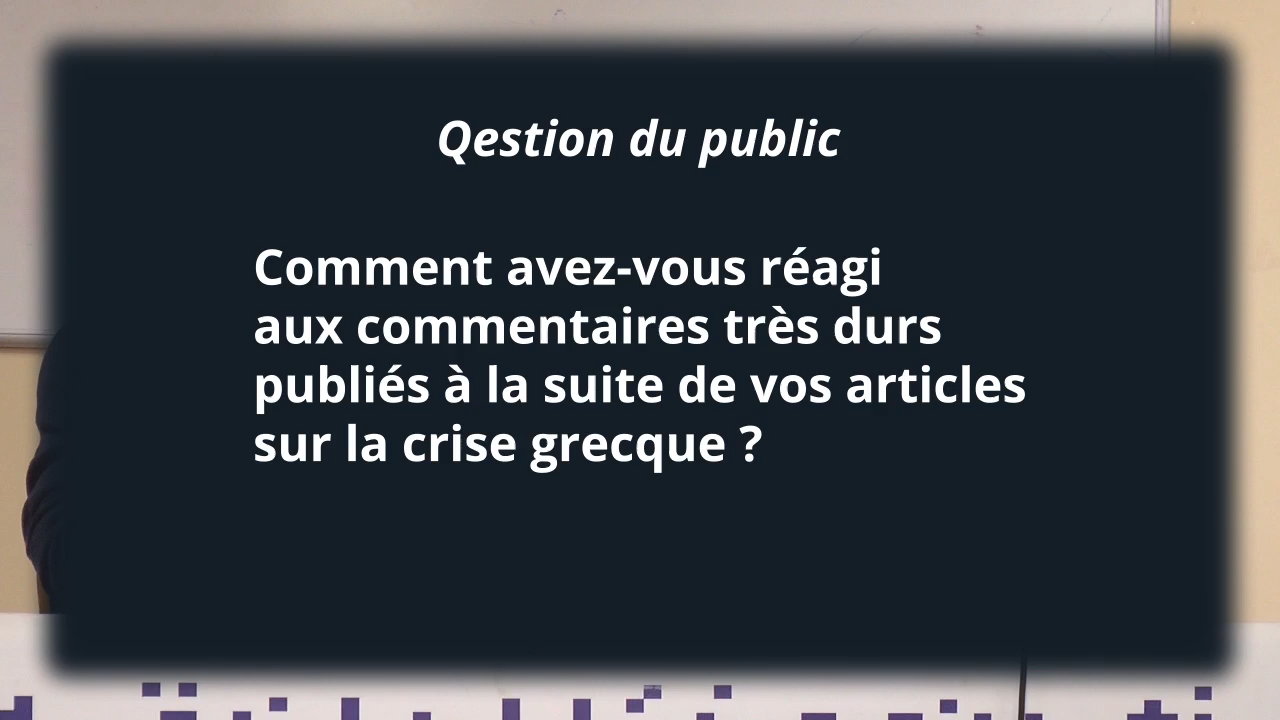 Qestion du public
Comment avez-vous réagi
aux commentaires très durs
publiés à la suite de vos articles
sur la crise grecque ?